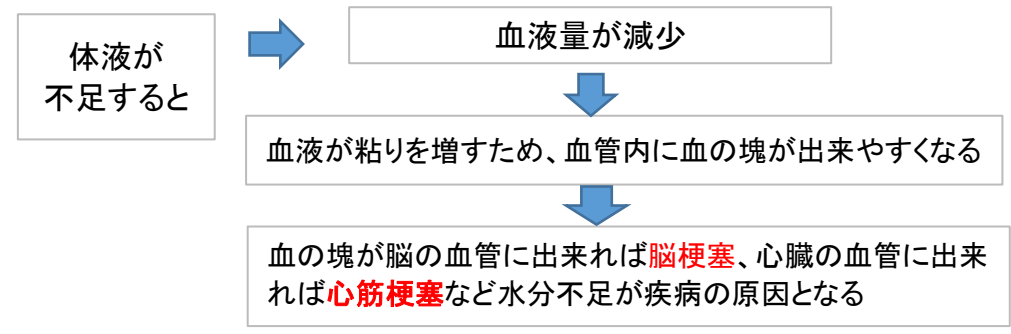 体液が
不足すると
血液量が減少
血液が粘りを増すため、血管内に血の塊が出来やすくなる
血の塊が脳の血管に出来れば脳梗塞、心臓の血管に出来
れば心筋梗塞など水分不足が疾病の原因となる